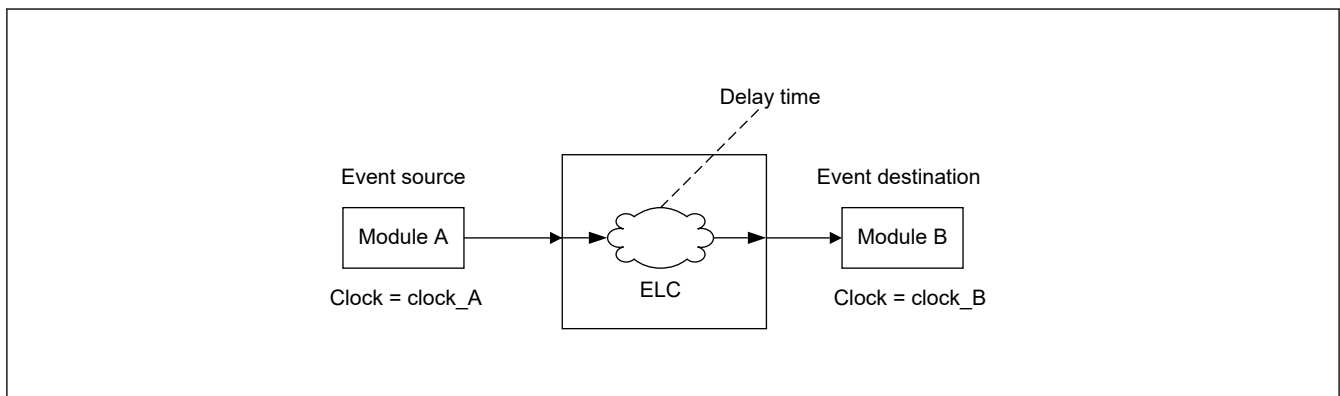 Delay time
Event source
Event destination
Module A
Module B
ELC
Clock = clock_A
Clock = clock_B